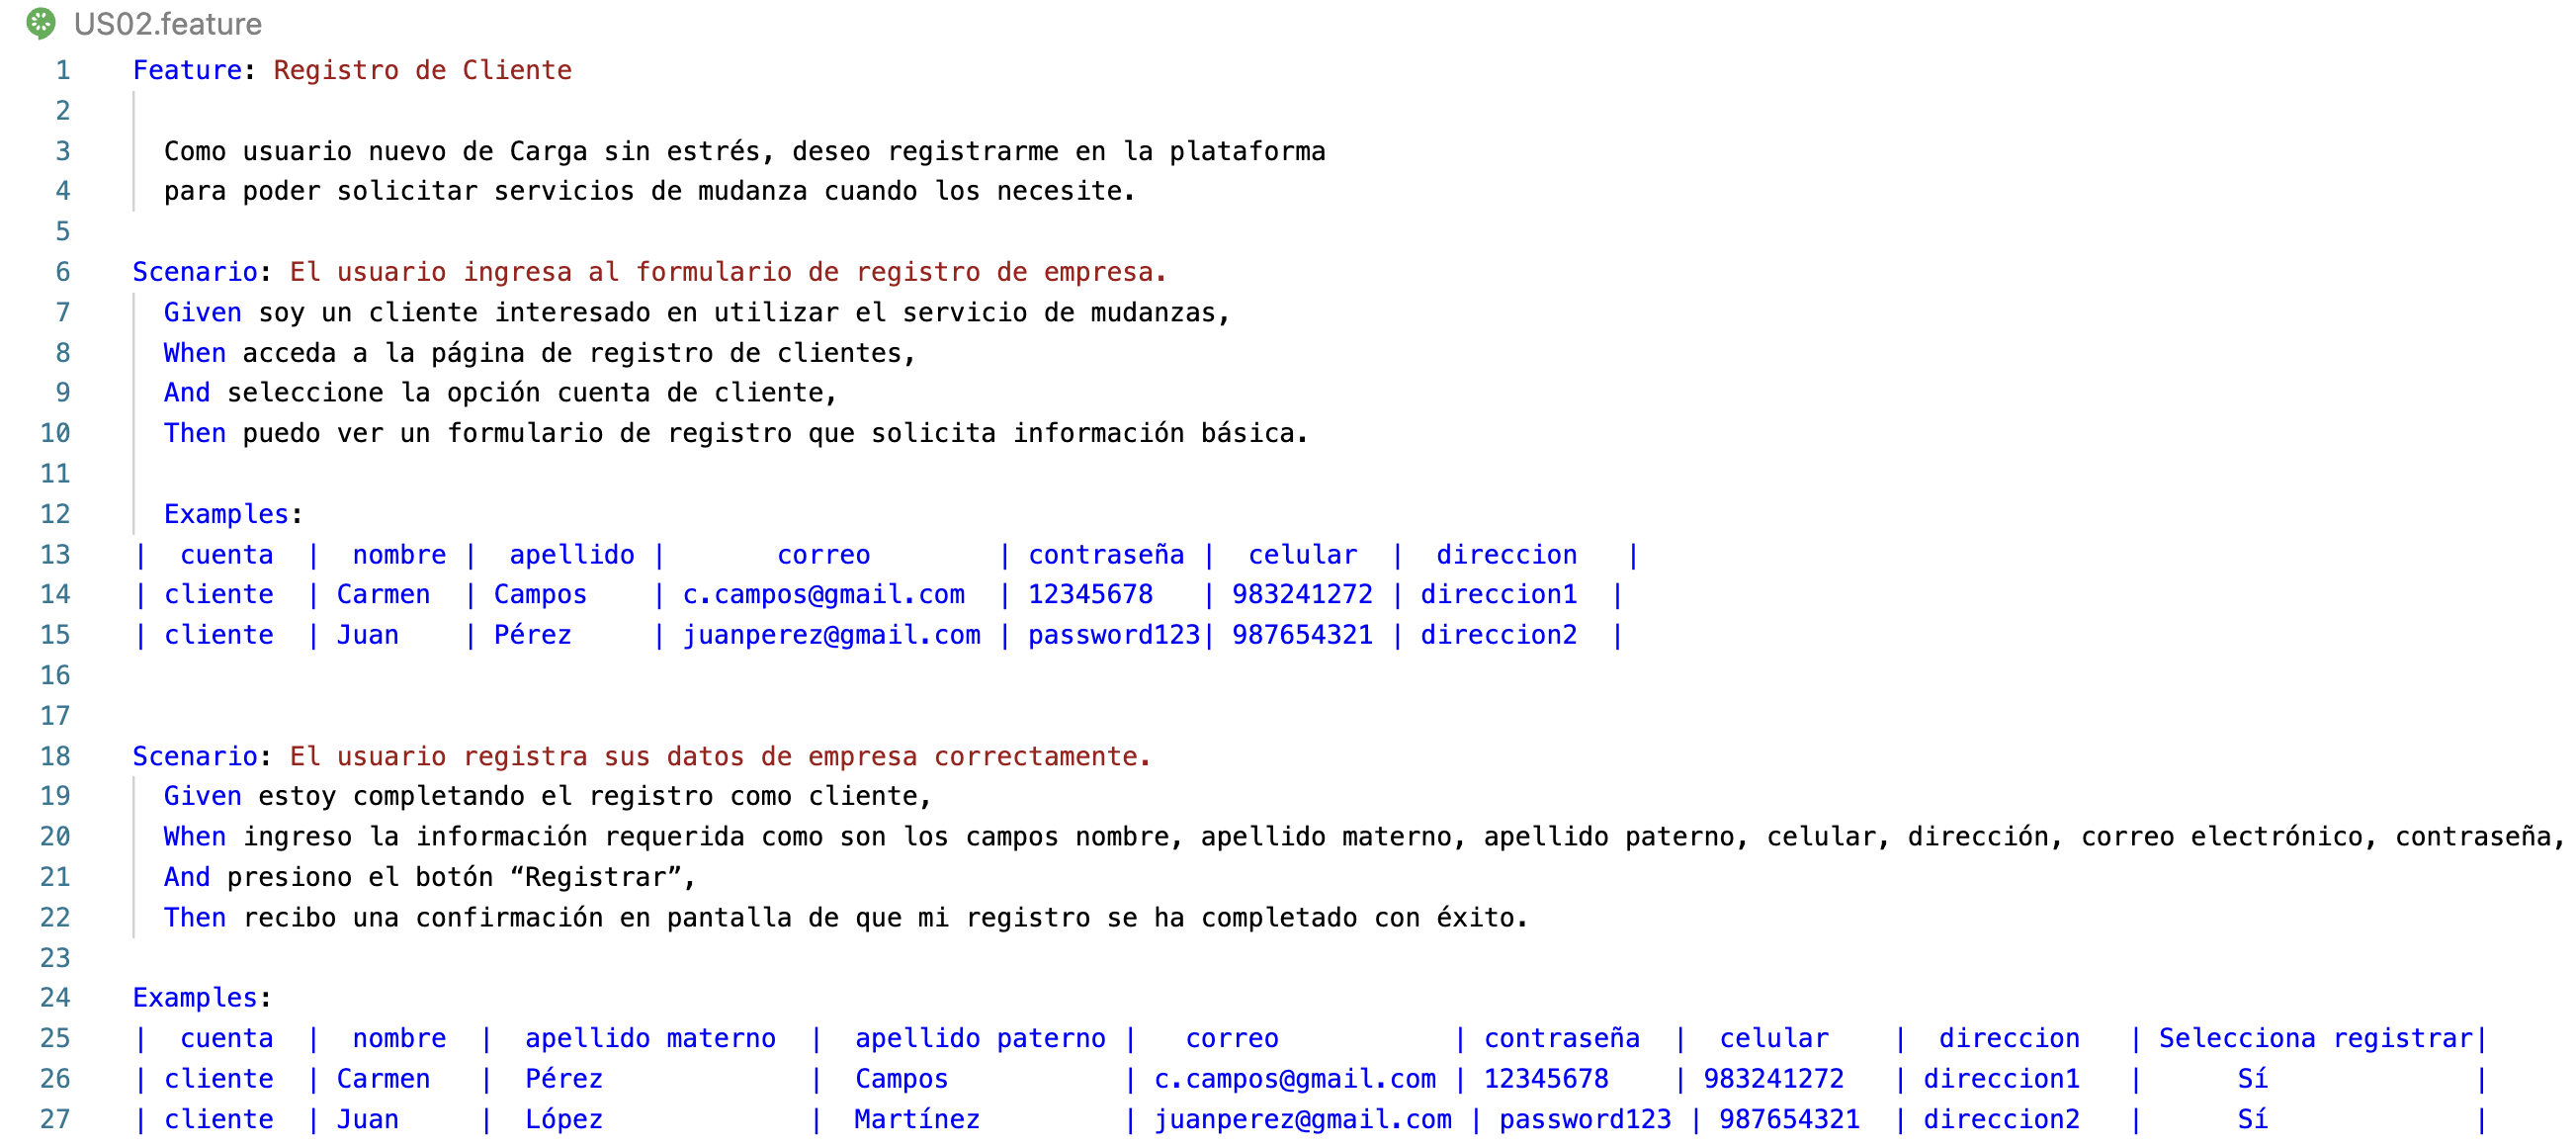 US02.feature
1 Feature: Registro de Cliente
2
3 Como usuario nuevo de Carga sin estrés, deseo registrarme en la plataforma
4 para poder solicitar servicios de mudanza cuando los necesite.
5
6 Scenario: El usuario ingresa al formulario de registro de empresa.
7 Given soy un cliente interesado en utilizar el servicio de mudanzas,
8 When acceda a la página de registro de clientes,
9 And seleccione la opción cuenta de cliente,
10 Then puedo ver un formulario de registro que solicita información básica.
11
12 Examples:
13 | cuenta | nombre | apellido | correo | contraseña | celular | direccion |
14 | cliente | Carmen | Campos | c.campos@gmail.com | 12345678 | 983241272 | direccion1 |
15 | cliente | Juan | Pérez | juanperez@gmail.com | password123| 987654321 | direccion2 |
16
17
18 Scenario: El usuario registra sus datos de empresa correctamente.
19 Given estoy completando el registro como cliente,
20 When ingreso la información requerida como son los campos nombre, apellido materno, apellido paterno, celular, dirección, correo electrónico, contraseña,
21 And presiono el botón “Registrar”,
22 Then recibo una confirmación en pantalla de que mi registro se ha completado con éxito.
23
24 Examples:
25 | cuenta | nombre | apellido materno | apellido paterno | correo | contraseña | celular | direccion | Selecciona registrar|
26 | cliente | Carmen | Pérez | Campos | c.campos@gmail.com | 12345678 | 983241272 | direccion1 | Sí |
27 | cliente | Juan | López | Martínez | juanperez@gmail.com | password123 | 987654321 | direccion2 | Sí |